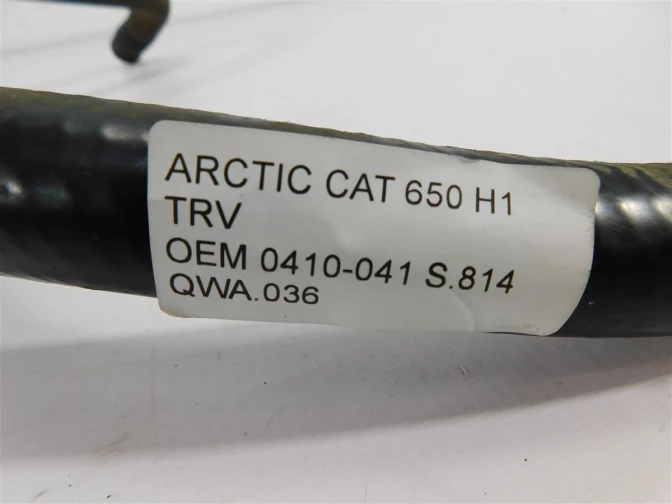 ARCTIC CAT 650 H1
TRV
OEM 0410-041 S.814
QWA.036